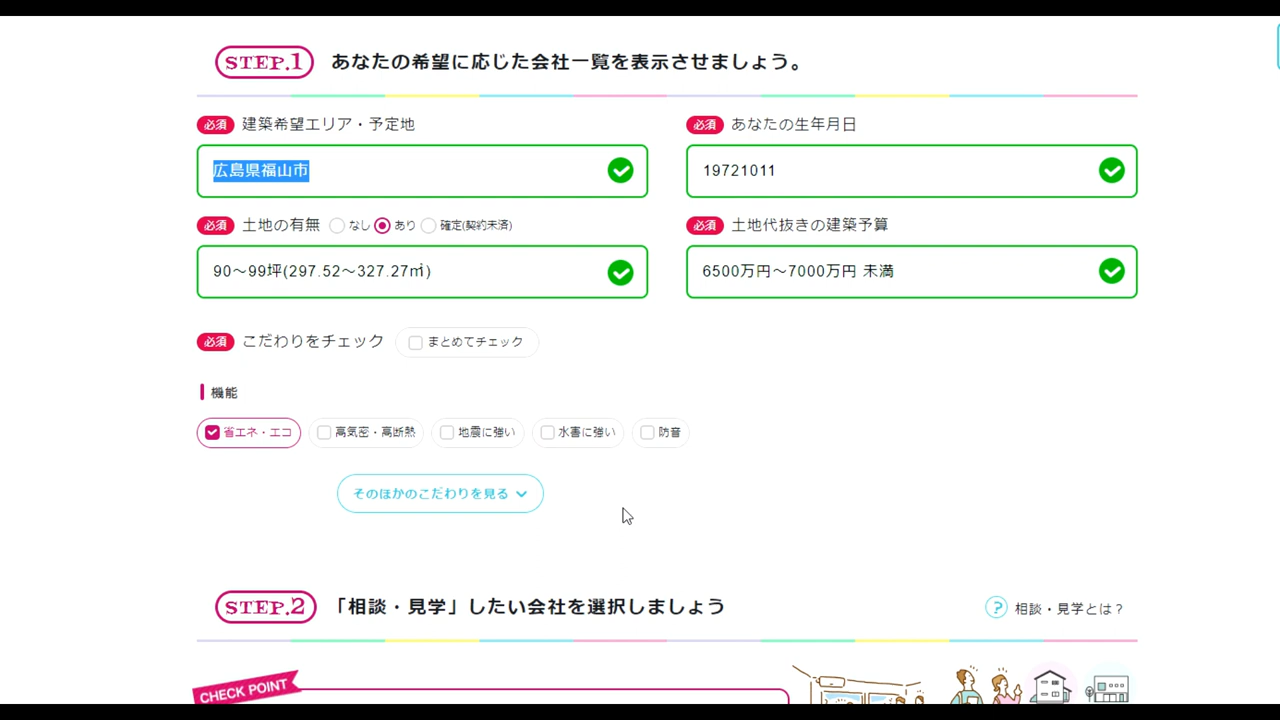 STEP.1 あなたの希望に応じた会社一覧を表示させましょう。
必須 建築希望エリア・予定地
広島県福山市
必須 あなたの生年月日
19721011
必須 土地の有無 なし あり 確定(契約未済)
90〜99坪(297.52〜327.27㎡)
必須 土地代抜きの建築予算
6500万円〜7000万円 未満
必須 こだわりをチェック まとめてチェック
機能
省エネ・エコ 高気密・高断熱 地震に強い 水害に強い 防音
そのほかのこだわりを見る
STEP.2 「相談・見学」したい会社を選択しましょう
? 相談・見学とは?
CHECK POINT